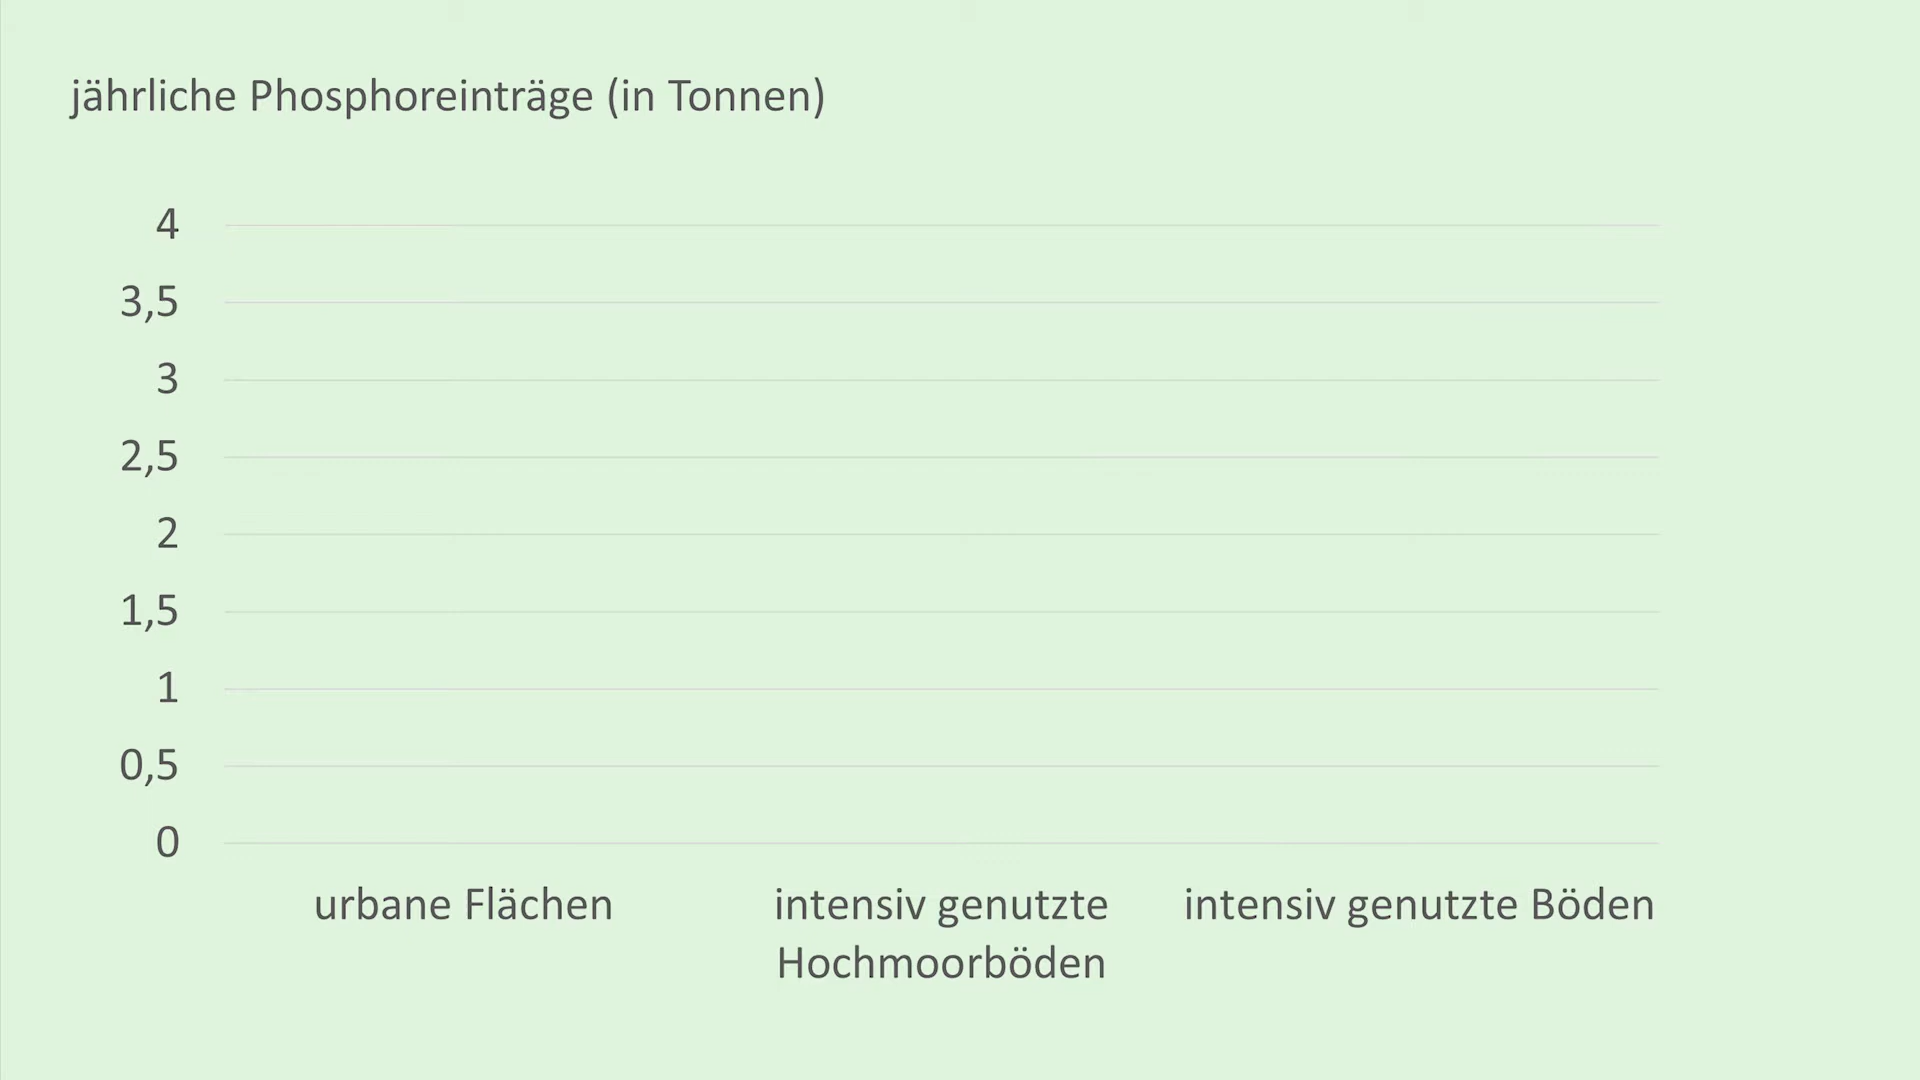 jährliche Phosphoreinträge (in Tonnen)
4
3,5
3
2,5
2
1,5
1
0,5
0
urbane Flächen
intensiv genutzte
Hochmoorböden
intensiv genutzte Böden